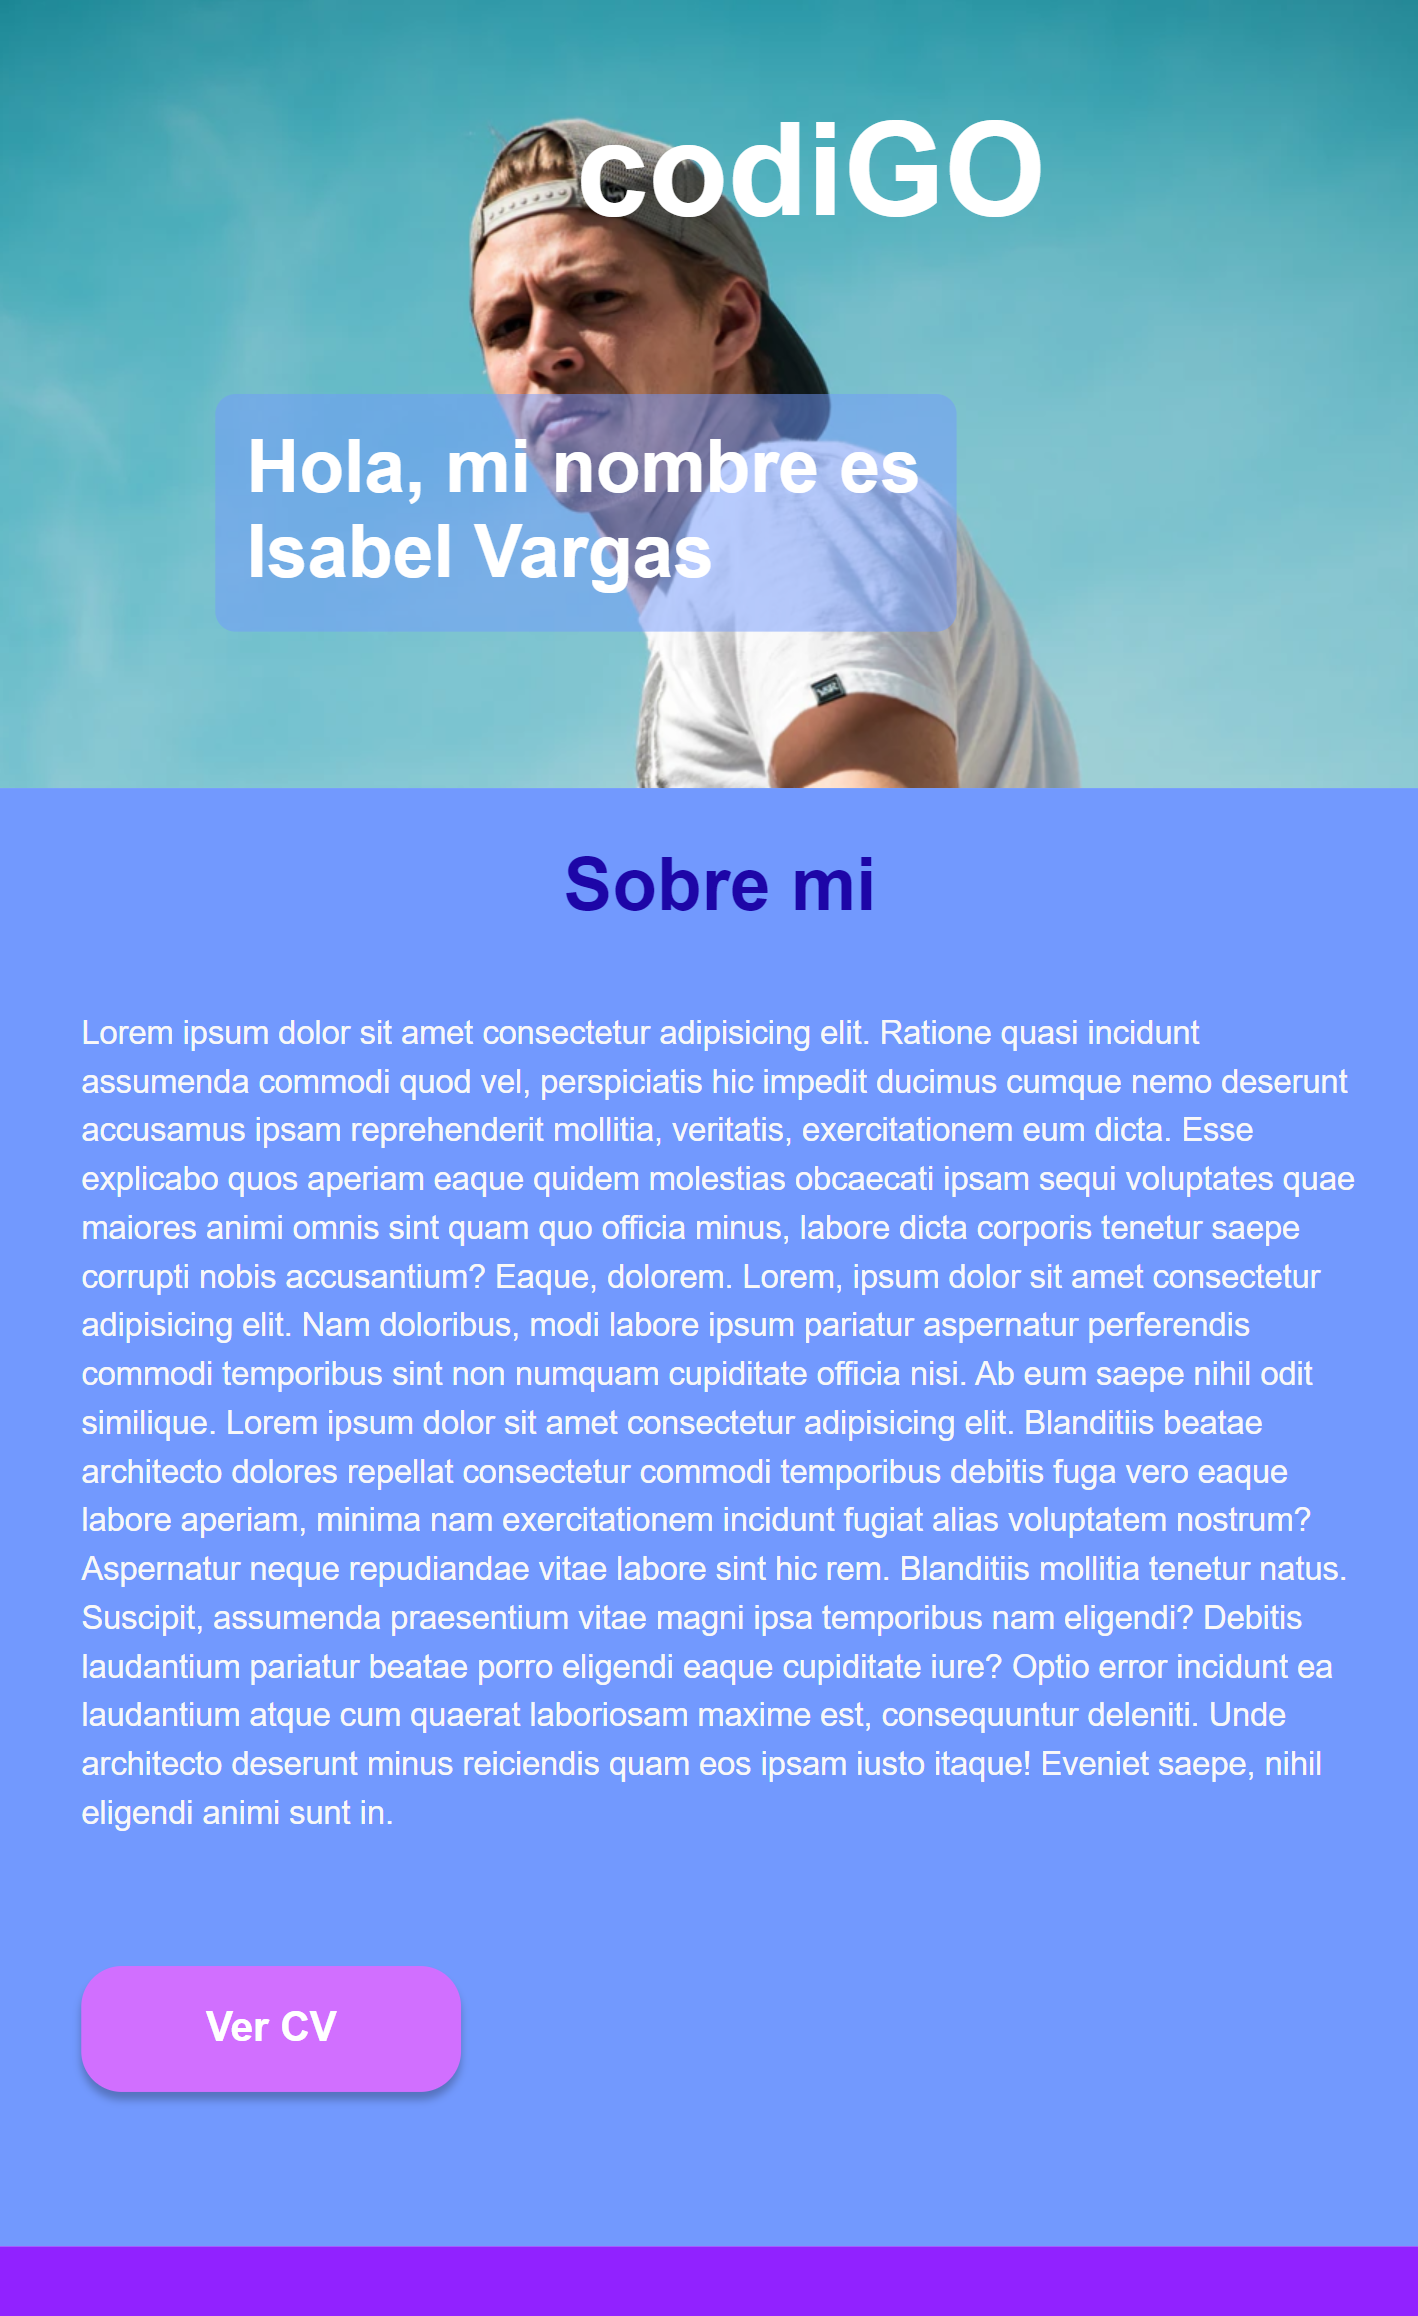 codiGO
Hola, mi nombre es
Isabel Vargas
Sobre mi
Lorem ipsum dolor sit amet consectetur adipisicing elit. Ratione quasi incidunt
assumenda commodi quod vel, perspiciatis hic impedit ducimus cumque nemo deserunt
accusamus ipsam reprehenderit mollitia, veritatis, exercitationem eum dicta. Esse
explicabo quos aperiam eaque quidem molestias obcaecati ipsam sequi voluptates quae
maiores animi omnis sint quam quo officia minus, labore dicta corporis tenetur saepe
corrupti nobis accusantium? Eaque, dolorem. Lorem, ipsum dolor sit amet consectetur
adipisicing elit. Nam doloribus, modi labore ipsum pariatur aspernatur perferendis
commodi temporibus sint non numquam cupiditate officia nisi. Ab eum saepe nihil odit
similique. Lorem ipsum dolor sit amet consectetur adipisicing elit. Blanditiis beatae
architecto dolores repellat consectetur commodi temporibus debitis fuga vero eaque
labore aperiam, minima nam exercitationem incidunt fugiat alias voluptatem nostrum?
Aspernatur neque repudiandae vitae labore sint hic rem. Blanditiis mollitia tenetur natus.
Suscipit, assumenda praesentium vitae magni ipsa temporibus nam eligendi? Debitis
laudantium pariatur beatae porro eligendi eaque cupiditate iure? Optio error incidunt ea
laudantium atque cum quaerat laboriosam maxime est, consequuntur deleniti. Unde
architecto deserunt minus reiciendis quam eos ipsam iusto itaque! Eveniet saepe, nihil
eligendi animi sunt in.
Ver CV